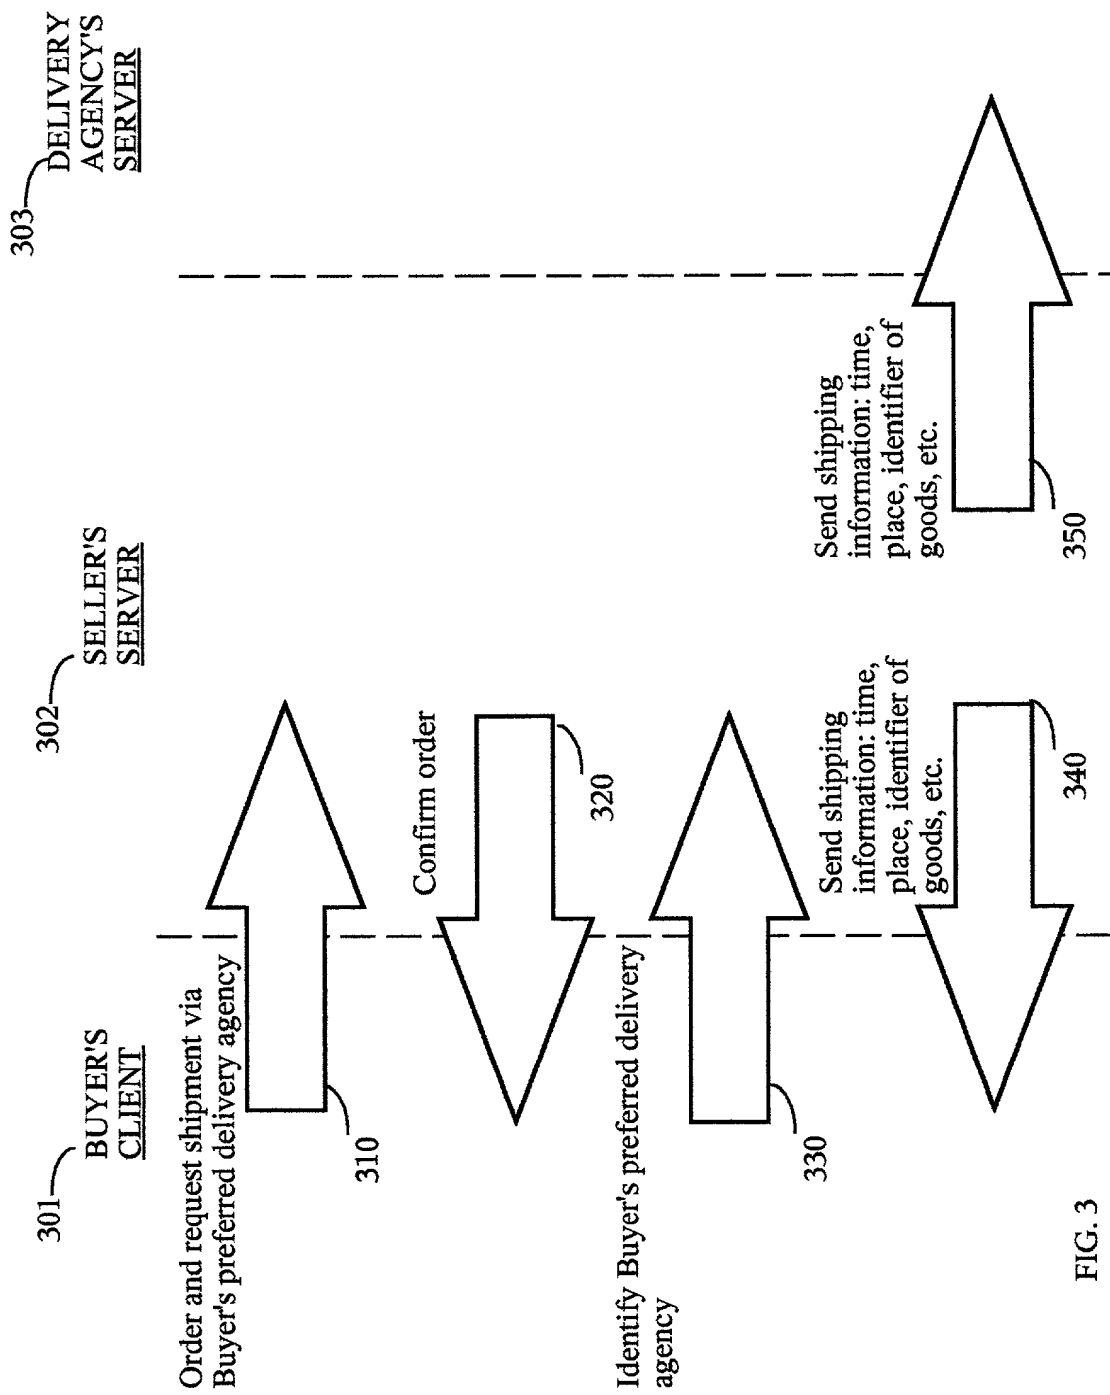 301
BUYER'S
CLIENT
302
SELLER'S
SERVER
303
DELIVERY
AGENCY'S
SERVER
Order and request shipment via
Buyer's preferred delivery agency
310
Confirm order
320
Identify Buyer's preferred delivery
agency
330
Send shipping
information: time,
place, identifier of
goods, etc.
340
Send shipping
information: time,
place, identifier of
goods, etc.
350
FIG. 3